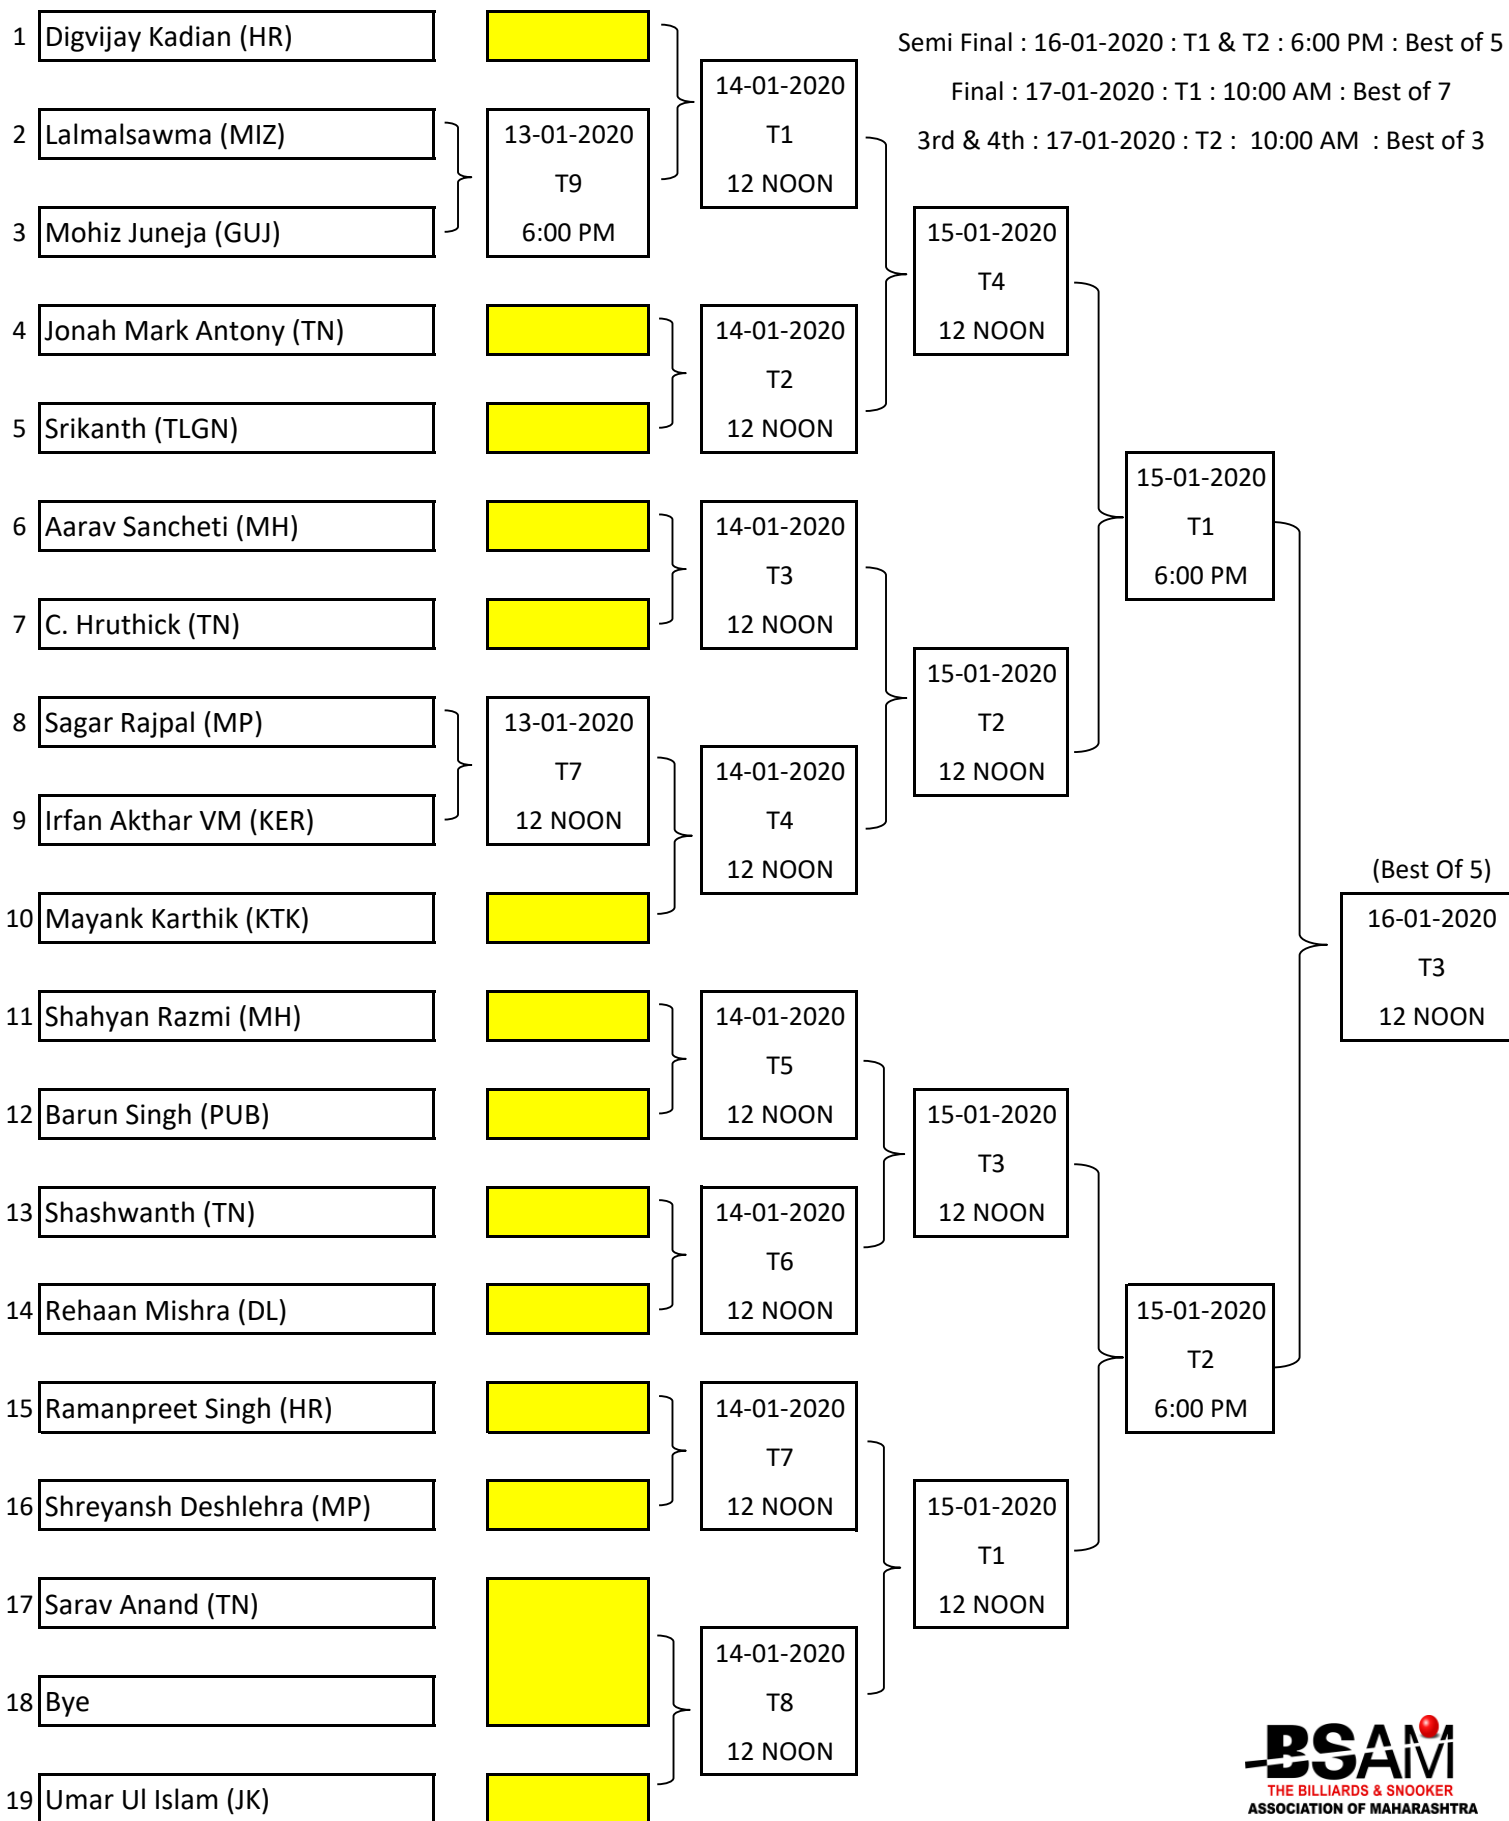 1 Digvijay Kadian (HR)
Semi Final : 16-01-2020 : T1 & T2 : 6:00 PM : Best of 5
14-01-2020
Final : 17-01-2020 : T1 : 10:00 AM : Best of 7
2 Lalmalsawma (MIZ)
13-01-2020
T1
3rd & 4th : 17-01-2020 : T2 : 10:00 AM : Best of 3
T9
12 NOON
3 Mohiz Juneja (GUJ)
6:00 PM
15-01-2020
T4
4 Jonah Mark Antony (TN)
14-01-2020
12 NOON
T2
5 Srikanth (TLGN)
12 NOON
15-01-2020
6 Aarav Sancheti (MH)
14-01-2020
T1
T3
6:00 PM
7 C. Hruthick (TN)
12 NOON
15-01-2020
8 Sagar Rajpal (MP)
13-01-2020
T2
T7
14-01-2020
12 NOON
9 Irfan Akthar VM (KER)
12 NOON
T4
12 NOON
(Best Of 5)
10 Mayank Karthik (KTK)
16-01-2020
T3
11 Shahyan Razmi (MH)
14-01-2020
12 NOON
T5
12 Barun Singh (PUB)
12 NOON
15-01-2020
T3
13 Shashwanth (TN)
14-01-2020
12 NOON
T6
14 Rehaan Mishra (DL)
12 NOON
15-01-2020
T2
15 Ramanpreet Singh (HR)
14-01-2020
6:00 PM
T7
16 Shreyansh Deshlehra (MP)
12 NOON
15-01-2020
T1
17 Sarav Anand (TN)
12 NOON
14-01-2020
18 Bye
T8
12 NOON
19 Umar Ul Islam (JK)
BSAM
THE BILLIARDS & SNOOKER
ASSOCIATION OF MAHARASHTRA